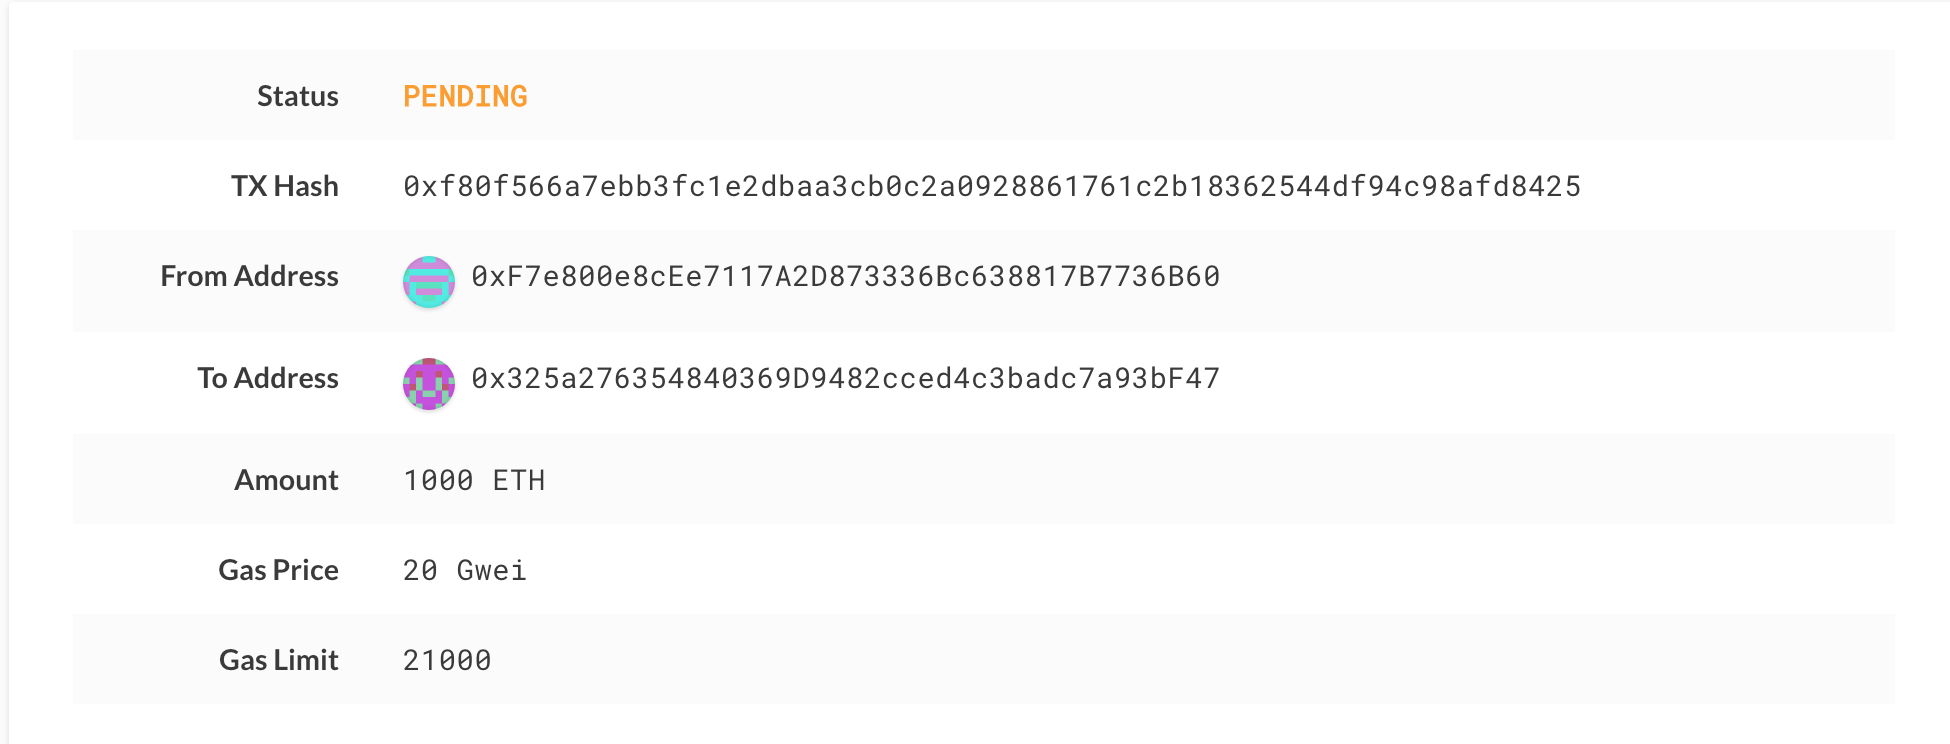 Status PENDING
TX Hash 0xf80f566a7ebb3fc1e2dbaa3cb0c2a0928861761c2b18362544df94c98afd8425
From Address 0xF7e800e8cEe7117A2D873336Bc638817B7736B60
To Address 0x325a276354840369D9482cced4c3badc7a93bF47
Amount 1000 ETH
Gas Price 20 Gwei
Gas Limit 21000